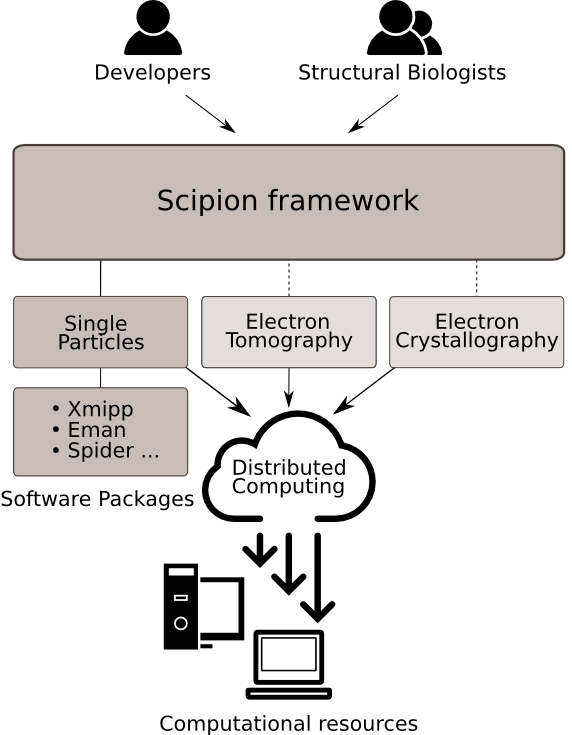 Developers
Structural Biologists
Scipion framework
Single
Particles
Electron
Tomography
Electron
Crystallography
• Xmipp
• Eman
• Spider ...
Software Packages
Distributed
Computing
Computational resources